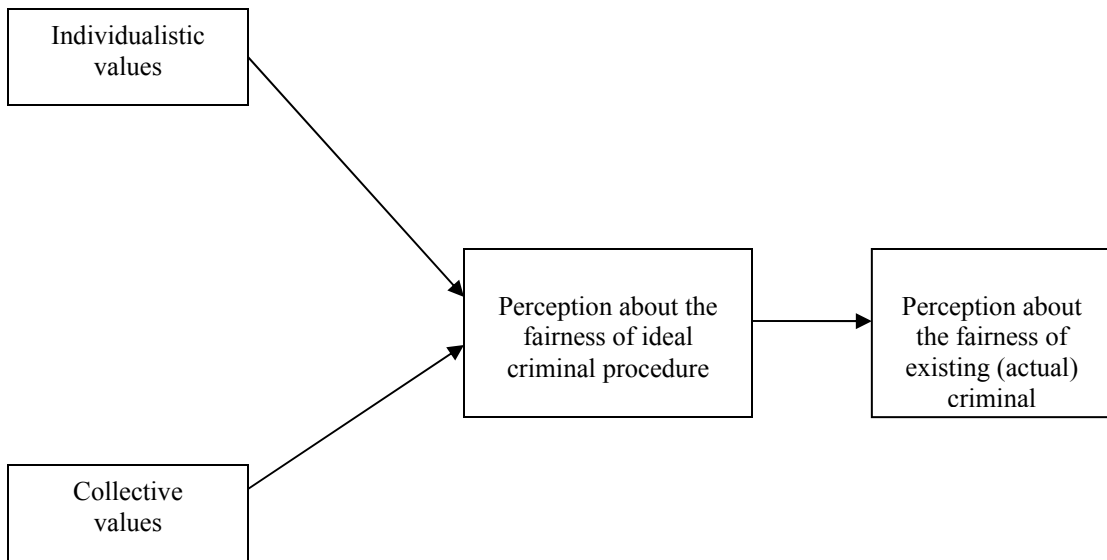 Individualistic
values
Perception about the
fairness of ideal
criminal procedure
Perception about
the fairness of
existing (actual)
criminal
Collective
values